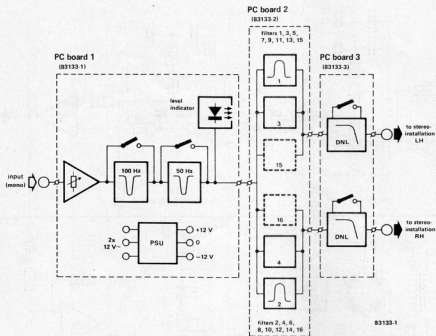 PC board 2
(83133-2)
filters 1, 3, 5,
7, 9, 11, 13, 15
PC board 1
(83133-1)
PC board 3
(83133-3)
level
indicator
1
3
15
DNL
to stereo-
installation
LH
input
(mono)
100 Hz
50 Hz
16
4
2
DNL
to stereo-
installation
RH
2x
12 V~
PSU
+12 V
0
−12 V
filters 2, 4, 6,
8, 10, 12, 14, 16
83133-1